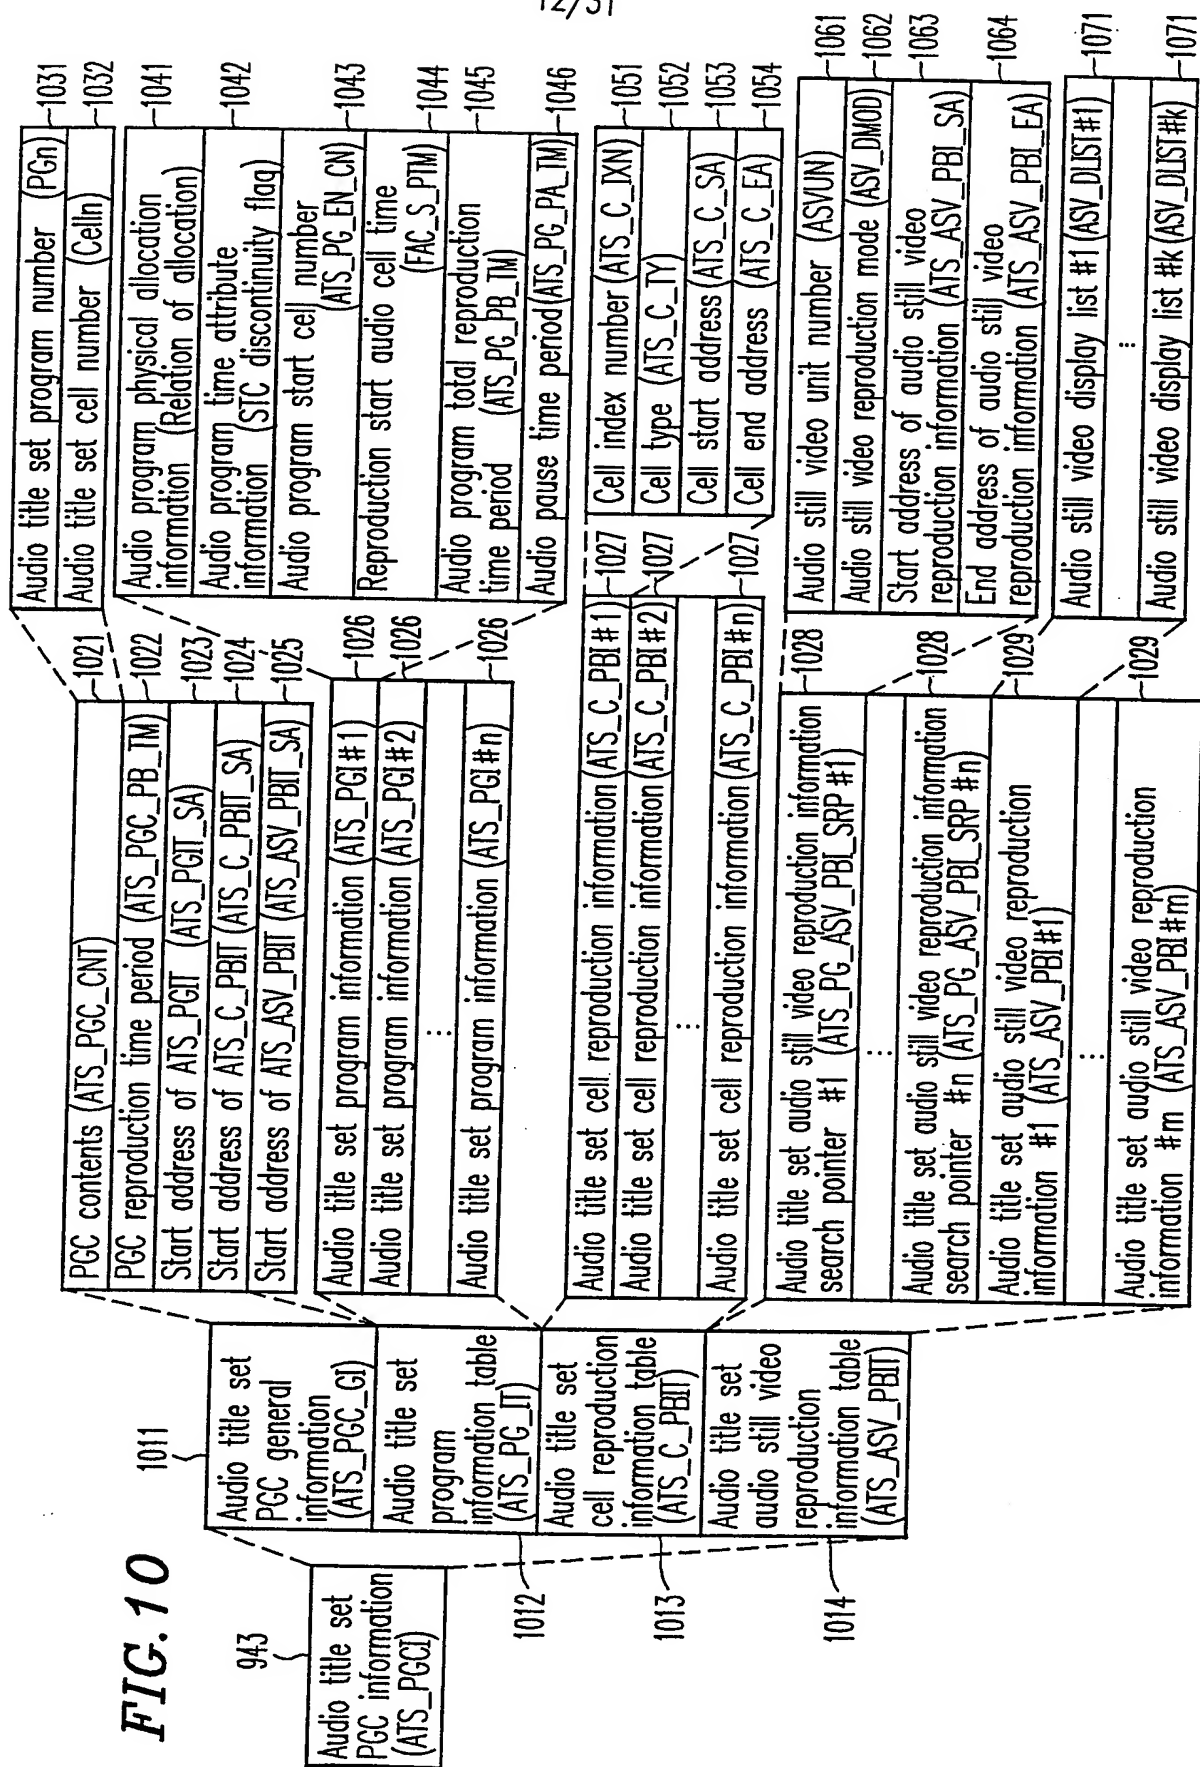 12/31
FIG.10
943
Audio title set
PGC information
(ATS_PGCI)
1011
Audio title set
PGC general
information
(ATS_PGC_GI)
Audio title set
program
information table
(ATS_PG_IT)
1012
Audio title set
cell reproduction
information table
(ATS_C_PBIT)
1013
Audio title set
audio still video
reproduction
information table
(ATS_ASV_PBIT)
1014
PGC contents (ATS_PGC_CNT) 1021
PGC reproduction time period (ATS_PGC_PB_TM) 1022
Start address of ATS_PGIT (ATS_PGIT_SA) 1023
Start address of ATS_C_PBIT (ATS_C_PBIT_SA) 1024
Start address of ATS_ASV_PBIT (ATS_ASV_PBIT_SA) 1025
Audio title set program information (ATS_PGI#1) 1026
Audio title set program information (ATS_PGI#2) 1026
⋮
Audio title set program information (ATS_PGI#n) 1026
Audio title set cell reproduction information (ATS_C_PBI#1) 1027
Audio title set cell reproduction information (ATS_C_PBI#2) 1027
⋮
Audio title set cell reproduction information (ATS_C_PBI#n) 1027
Audio title set audio still video reproduction information
search pointer #1 (ATS_PG_ASV_PBI_SRP #1) 1028
⋮
Audio title set audio still video reproduction information
search pointer #n (ATS_PG_ASV_PBI_SRP #n) 1028
Audio title set audio still video reproduction
information #1 (ATS_ASV_PBI#1) 1029
⋮
Audio title set audio still video reproduction
information #m (ATS_ASV_PBI#m) 1029
Audio title set program number (PGn) 1031
Audio title set cell number (Celln) 1032
Audio program physical allocation
information (Relation of allocation) 1041
Audio program time attribute
information (STC discontinuity flag) 1042
Audio program start cell number
(ATS_PG_EN_CN) 1043
Reproduction start audio cell time
(FAC_S_PTM) 1044
Audio program total reproduction
time period (ATS_PG_PB_TM) 1045
Audio pause time period(ATS_PG_PA_TM) 1046
Cell index number (ATS_C_IXN) 1051
Cell type (ATS_C_TY) 1052
Cell start address (ATS_C_SA) 1053
Cell end address (ATS_C_EA) 1054
Audio still video unit number (ASVUN) 1061
Audio still video reproduction mode (ASV_DMOD) 1062
Start address of audio still video
reproduction information (ATS_ASV_PBI_SA) 1063
End address of audio still video
reproduction information (ATS_ASV_PBI_EA) 1064
Audio still video display list #1 (ASV_DLIST#1) 1071
⋮
Audio still video display list #k (ASV_DLIST#k) 1071